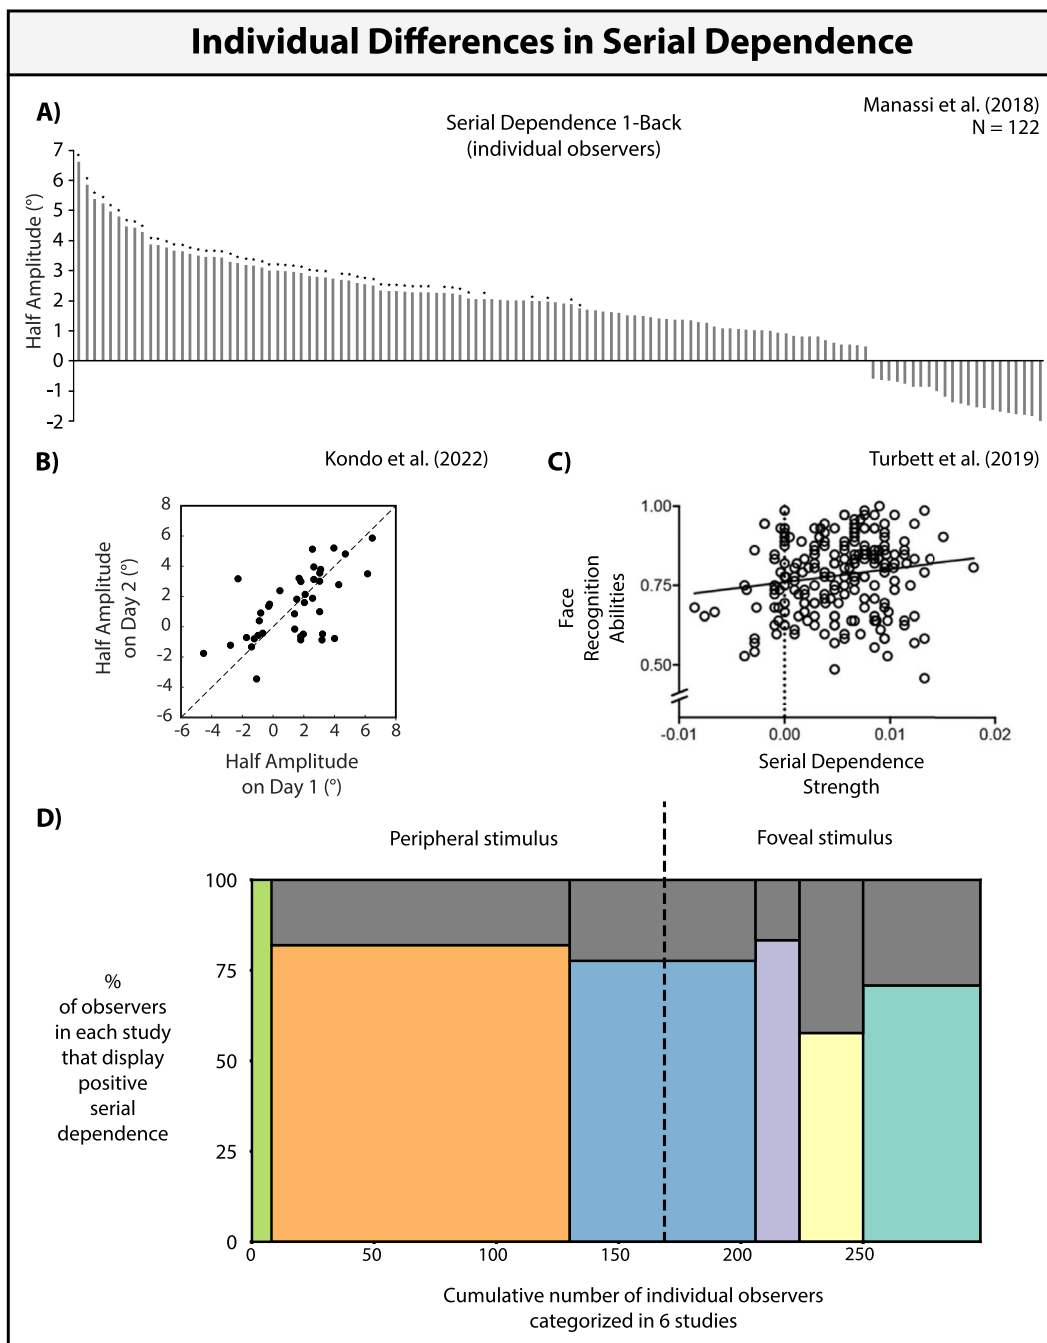 Individual Differences in Serial Dependence
A)
Manassi et al. (2018)
N = 122
Serial Dependence 1-Back
(individual observers)
Half Amplitude (°)
7
6
5
4
3
2
1
0
-1
-2
B)
Kondo et al. (2022)
Half Amplitude
on Day 2 (°)
8
6
4
2
0
-2
-4
-6
-6 -4 -2 0 2 4 6 8
Half Amplitude
on Day 1 (°)
C)
Turbett et al. (2019)
Face
Recognition
Abilities
1.00
0.75
0.50
-0.01 0.00 0.01 0.02
Serial Dependence
Strength
D)
Peripheral stimulus
Foveal stimulus
%
of observers
in each study
that display
positive
serial
dependence
100
75
50
25
0
0 50 100 150 200 250
Cumulative number of individual observers
categorized in 6 studies